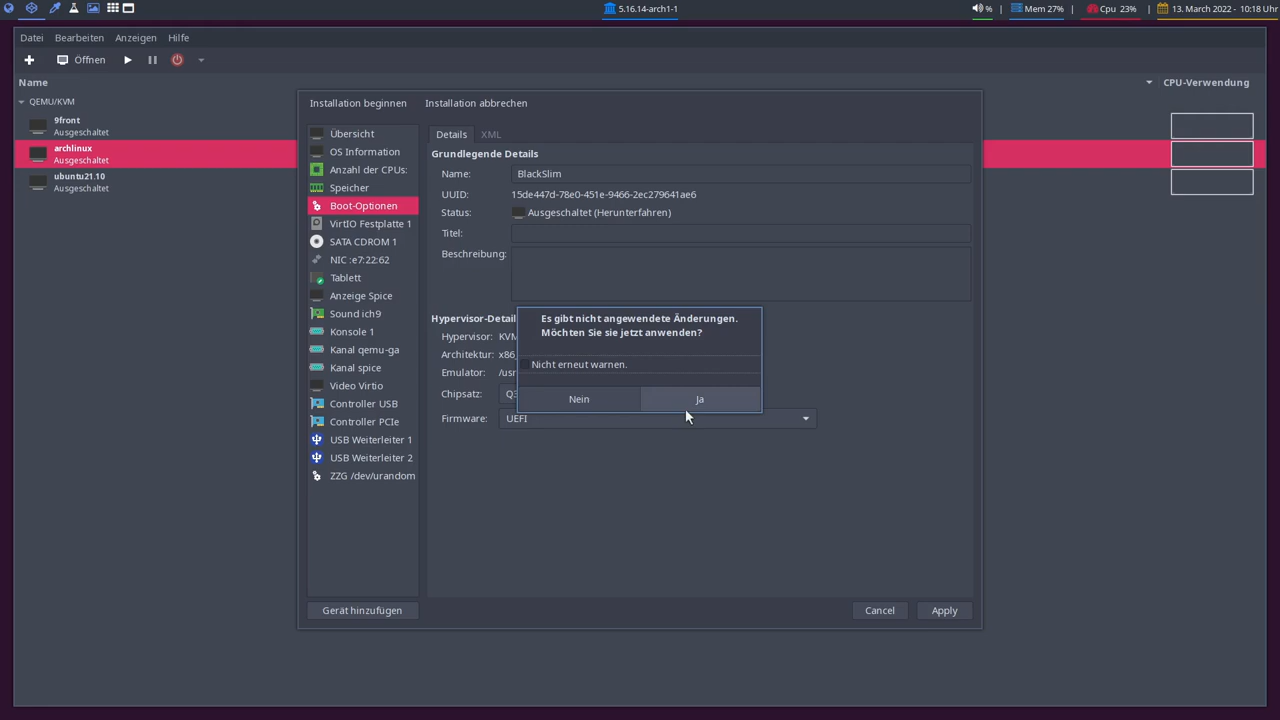 5.16.14-arch1-1
%
Mem 27%
Cpu 23%
13. March 2022 - 10:18 Uhr
Datei Bearbeiten Anzeigen Hilfe
Öffnen
Name
CPU-Verwendung
QEMU/KVM
9front
Ausgeschaltet
archlinux
Ausgeschaltet
ubuntu21.10
Ausgeschaltet
Installation beginnen Installation abbrechen
Übersicht
OS Information
Anzahl der CPUs:
Speicher
Boot-Optionen
VirtIO Festplatte 1
SATA CDROM 1
NIC :e7:22:62
Tablett
Anzeige Spice
Sound ich9
Konsole 1
Kanal qemu-ga
Kanal spice
Video Virtio
Controller USB
Controller PCIe
USB Weiterleiter 1
USB Weiterleiter 2
ZZG /dev/urandom
Gerät hinzufügen
Details XML
Grundlegende Details
Name: BlackSlim
UUID: 15de447d-78e0-451e-9466-2ec279641ae6
Status: Ausgeschaltet (Herunterfahren)
Titel:
Beschreibung:
Hypervisor-Detai
Hypervisor: KVM
Architektur: x86_
Emulator: /usr
Chipsatz: Q3
Firmware: UEFI
Es gibt nicht angewendete Änderungen.
Möchten Sie sie jetzt anwenden?
Nicht erneut warnen.
Nein Ja
Cancel Apply